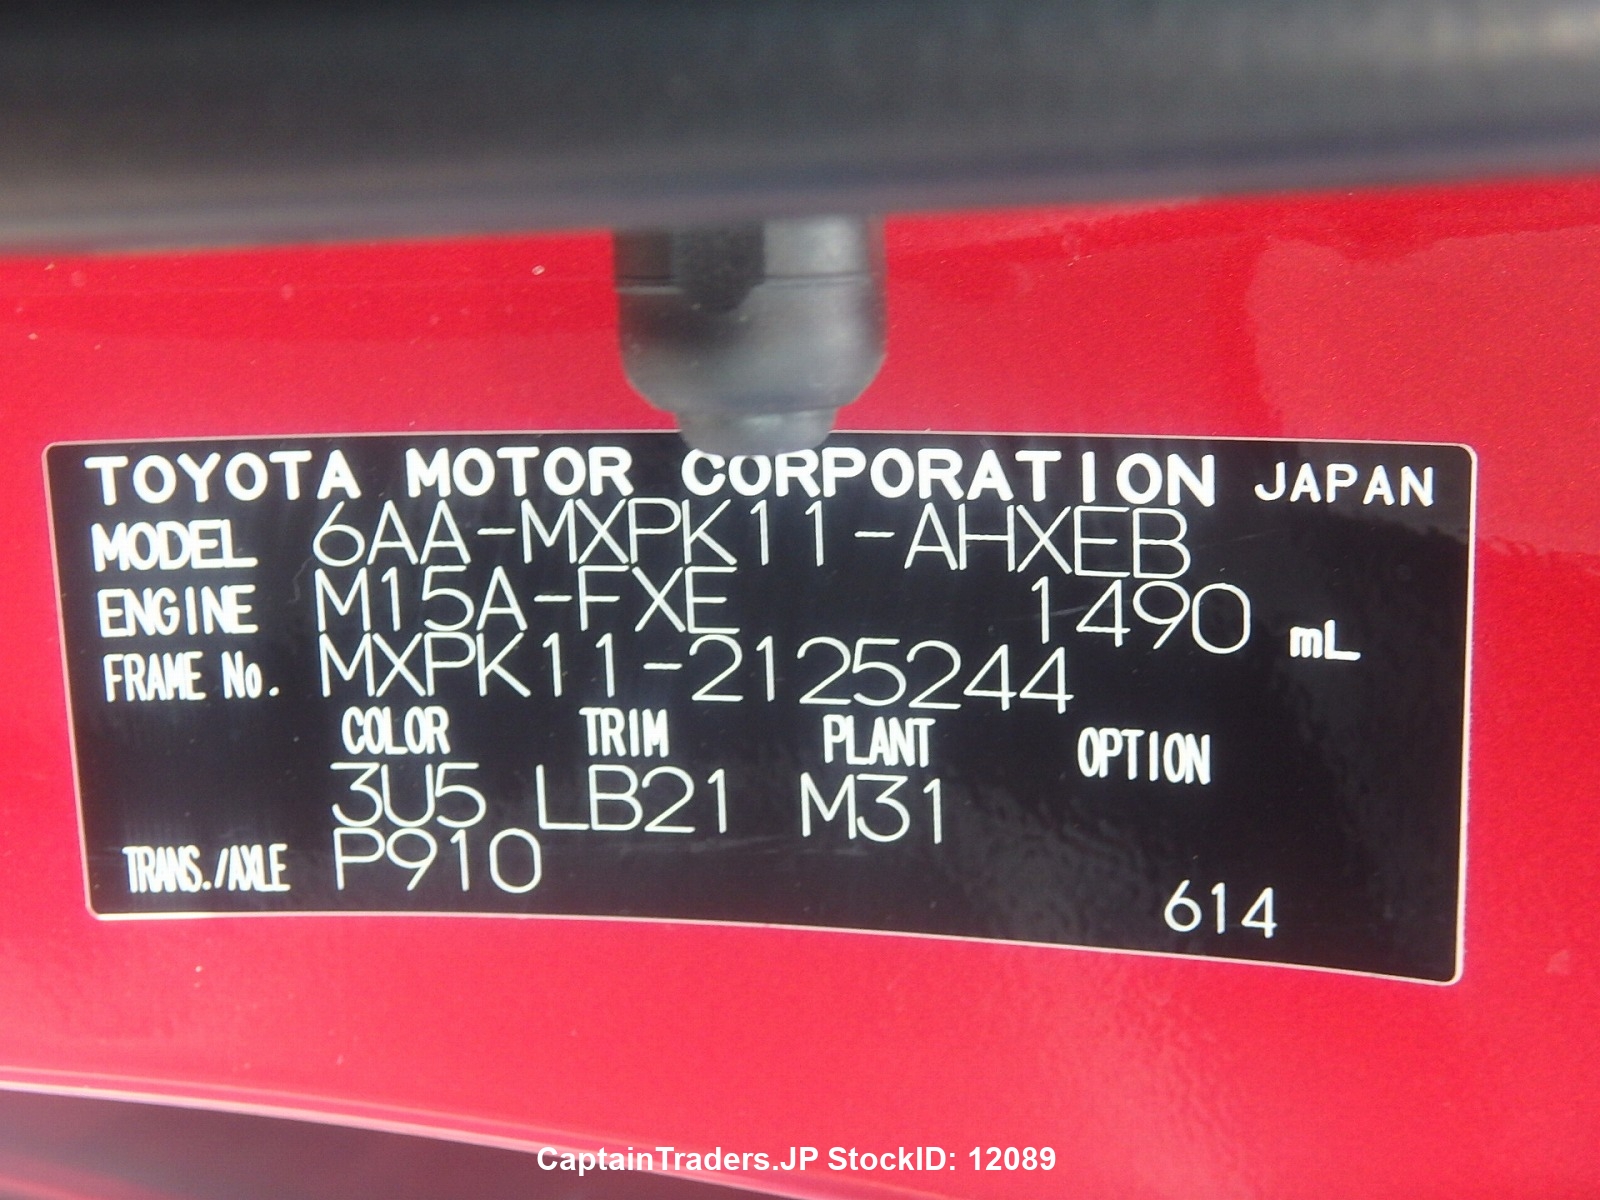 TOYOTA MOTOR CORPORATION JAPAN
MODEL 6AA-MXPK11-AHXEB
ENGINE M15A-FXE 1490 mL
FRAME No. MXPK11-2125244
COLOR TRIM PLANT OPTION
3U5 LB21 M31
TRANS./AXLE P910
614
CaptainTraders.JP StockID: 12089